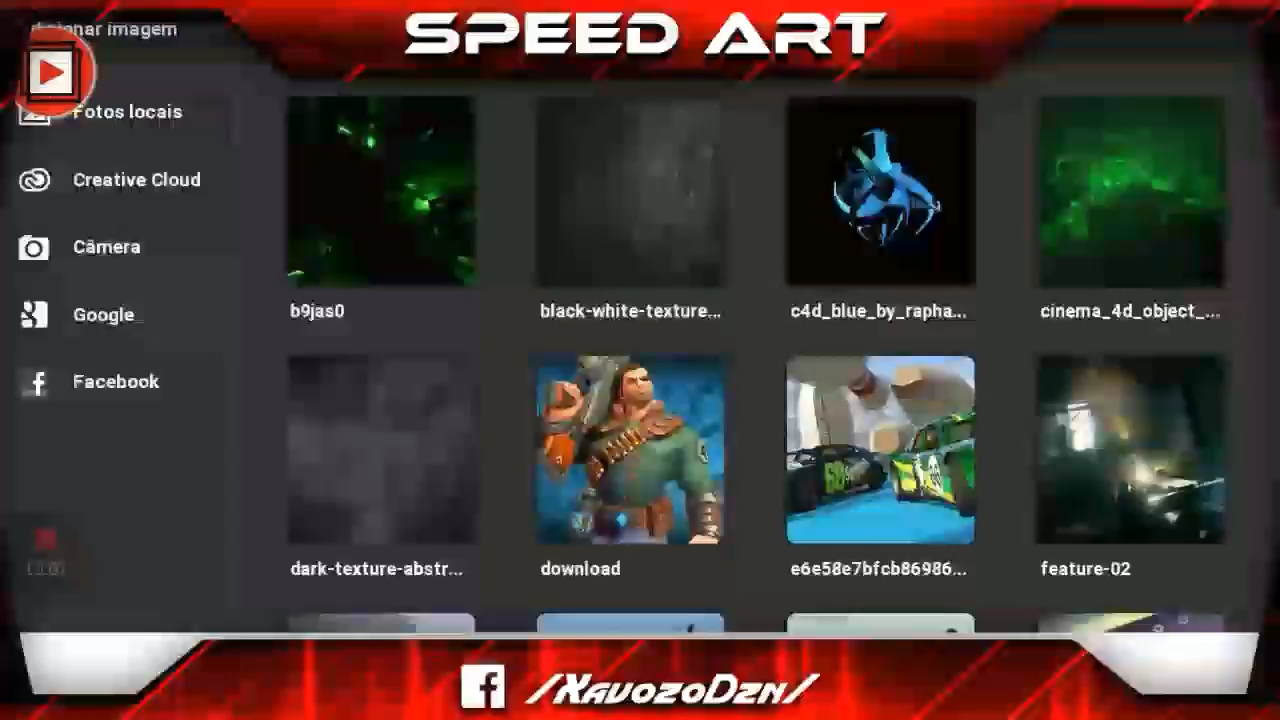 SPEED ART
imagem
Fotos locais
Creative Cloud
Câmera
Google
Facebook
b9jas0
black-white-texture...
c4d_blue_by_rapha...
cinema_4d_object_...
dark-texture-abstr...
download
e6e58e7bfcb86986...
feature-02
/XavozoDzn/